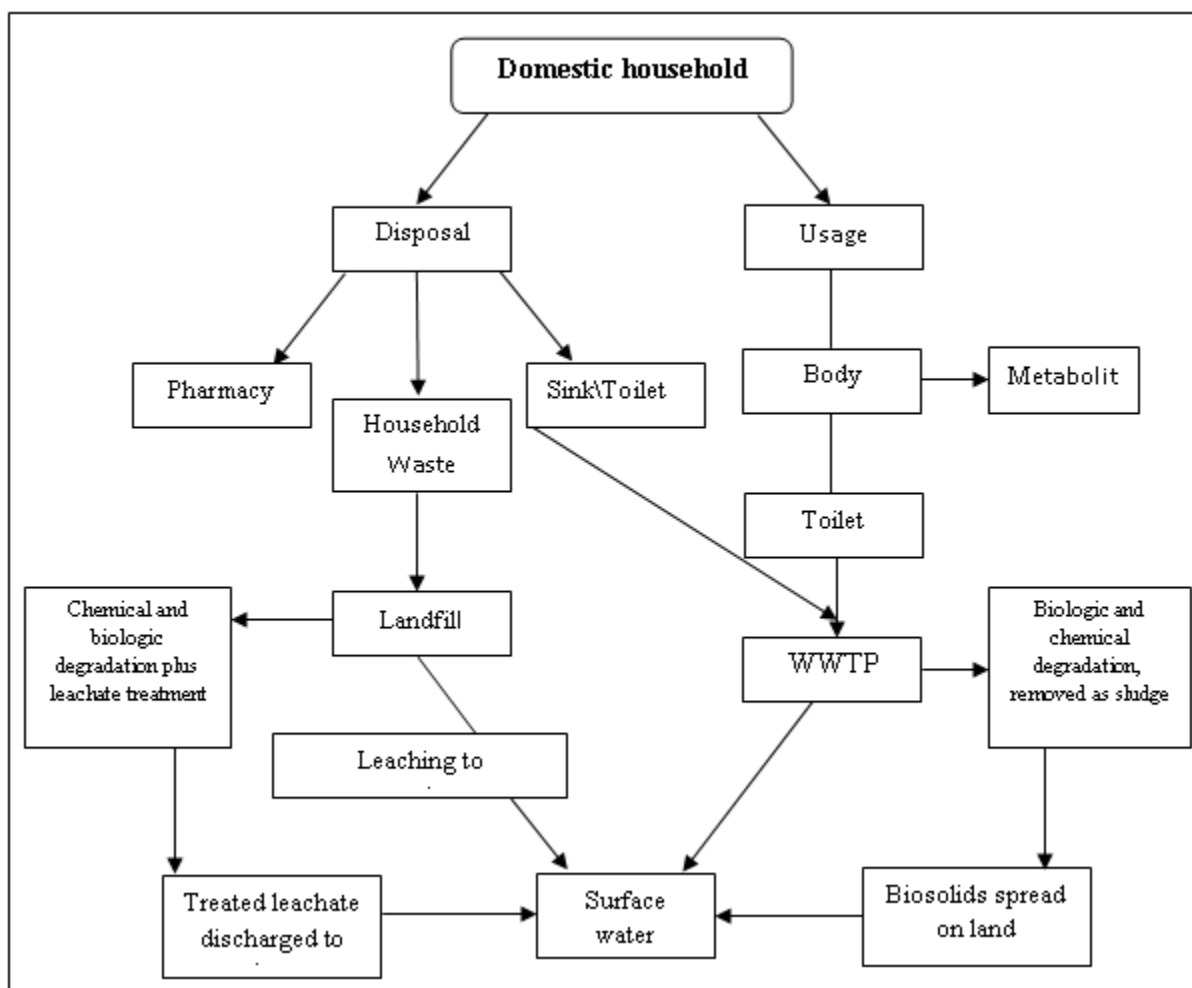 Domestic household
Disposal
Usage
Pharmacy
Household
Waste
Sink\Toilet
Body
Metabolit
Toilet
Chemical and
biologic
degradation plus
leachate treatment
Landfill
WWTP
Biologic and
chemical
degradation,
removed as sludge
Leaching to
Treated leachate
discharged to
Surface
water
Biosolids spread
on land